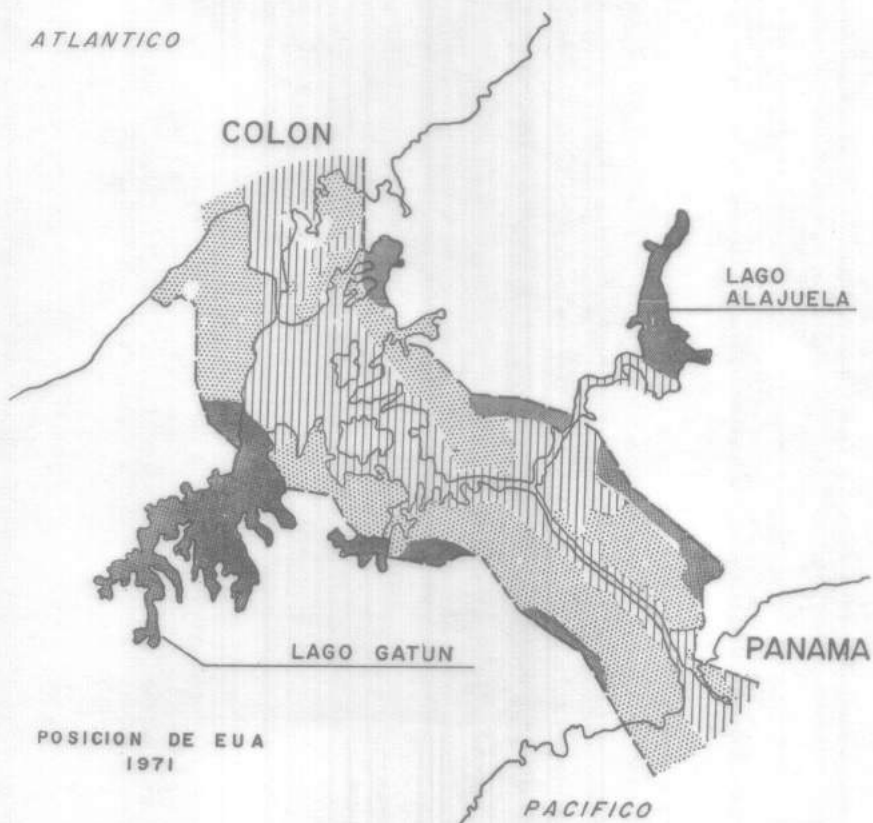 ATLANTICO
COLON
LAGO
ALAJUELA
PANAMA
LAGO GATUN
POSICION DE EUA
1971
PACIFICO